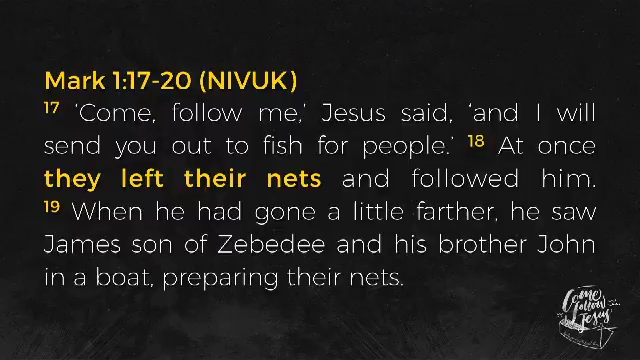 Mark 1:17-20 (NIVUK)
17 ‘Come, follow me,’ Jesus said, ‘and I will
send you out to fish for people.’ 18 At once
they left their nets and followed him.
19 When he had gone a little farther, he saw
James son of Zebedee and his brother John
in a boat, preparing their nets.
Come
Follow
Jesus